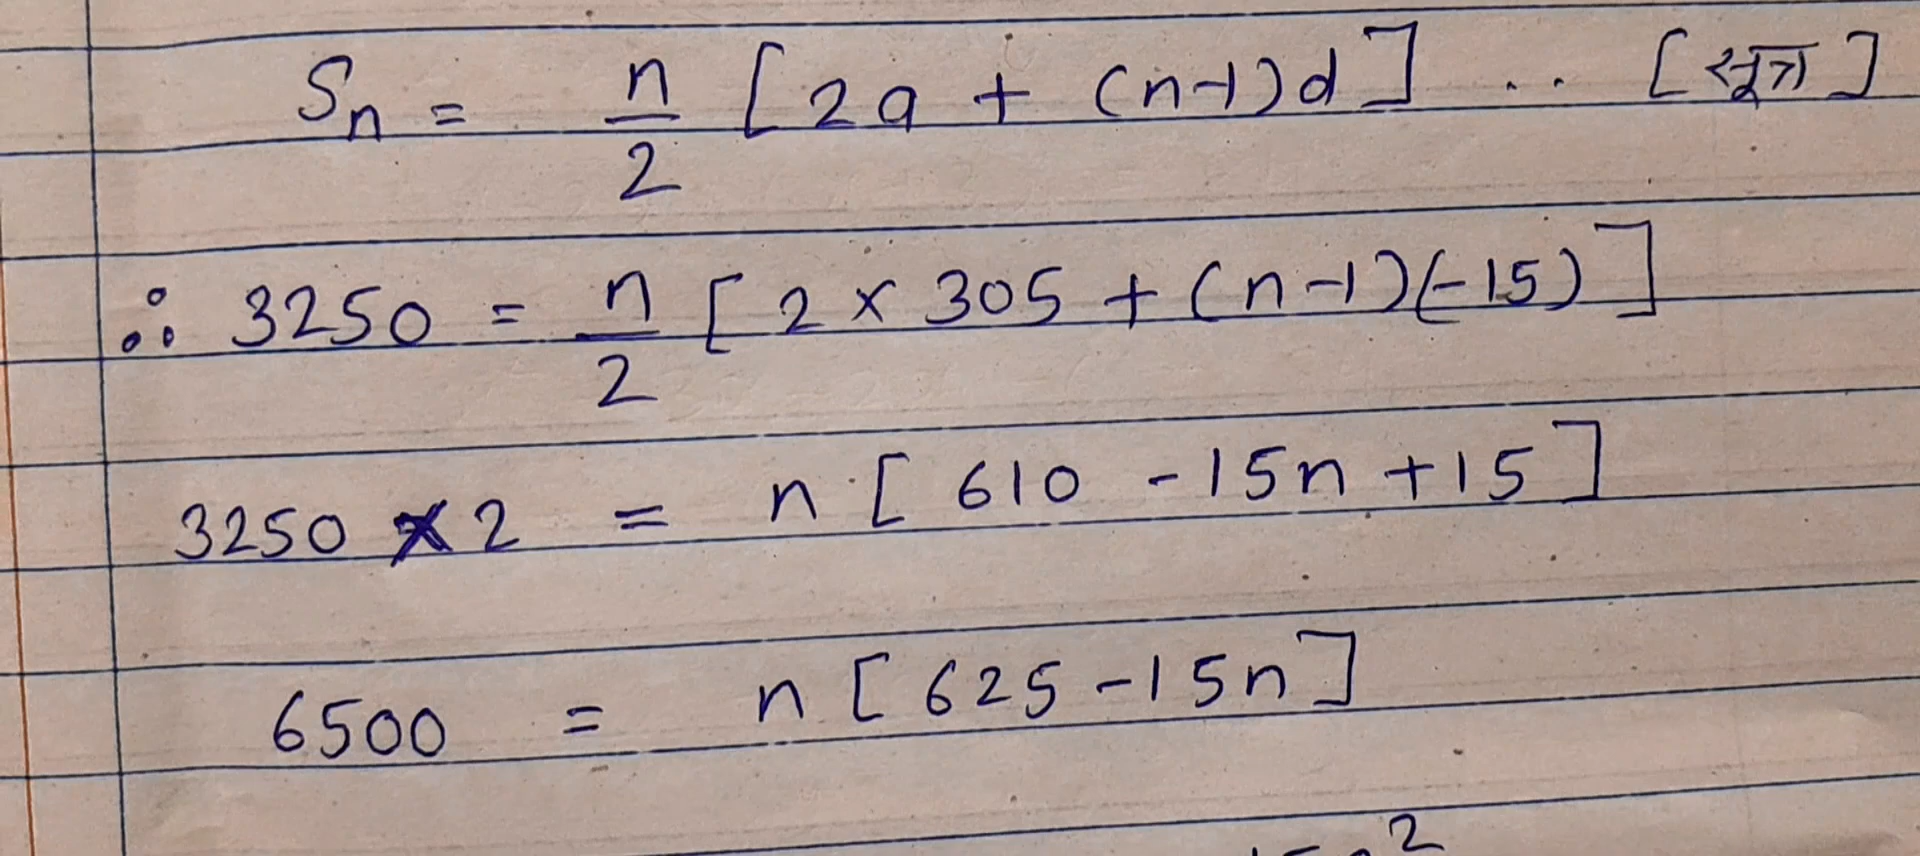 Sn = n/2 [2a + (n-1)d] .. [सूत्र]
∴ 3250 = n/2 [2 × 305 + (n-1)(-15)]
3250 × 2 = n [610 - 15n + 15]
6500 = n [625 - 15n]